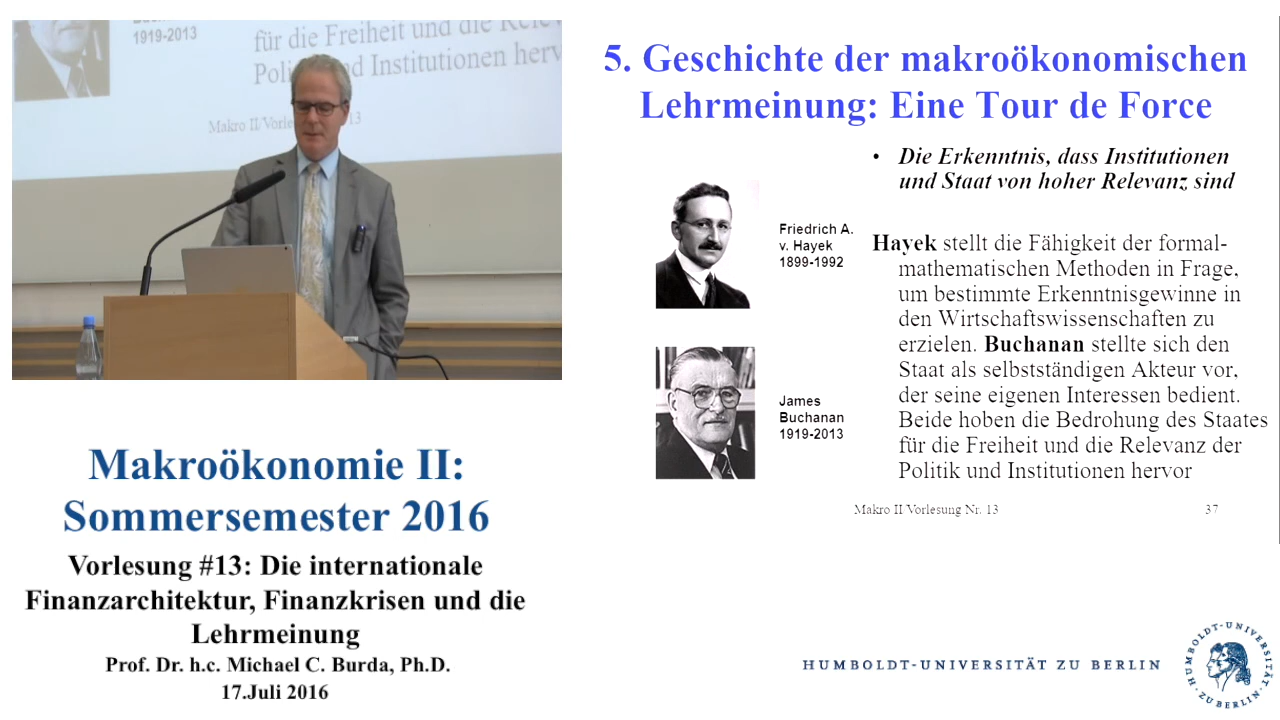 1919-2013
für die Freiheit und die Relev
Makro II/Vorle
13
5. Geschichte der makroökonomischen
Lehrmeinung: Eine Tour de Force
• Die Erkenntnis, dass Institutionen
und Staat von hoher Relevanz sind
Friedrich A.
v. Hayek
1899-1992
Hayek stellt die Fähigkeit der formal-
mathematischen Methoden in Frage,
um bestimmte Erkenntnisgewinne in
den Wirtschaftswissenschaften zu
erzielen. Buchanan stellte sich den
Staat als selbstständigen Akteur vor,
der seine eigenen Interessen bedient.
Beide hoben die Bedrohung des Staates
für die Freiheit und die Relevanz der
Politik und Institutionen hervor
James
Buchanan
1919-2013
Makro II/Vorlesung Nr. 13
37
Makroökonomie II:
Sommersemester 2016
Vorlesung #13: Die internationale
Finanzarchitektur, Finanzkrisen und die
Lehrmeinung
Prof. Dr. h.c. Michael C. Burda, Ph.D.
17.Juli 2016
HUMBOLDT-UNIVERSITÄT ZU BERLIN
HUMBOLDT-UNIVERSITÄT
ZU BERLIN